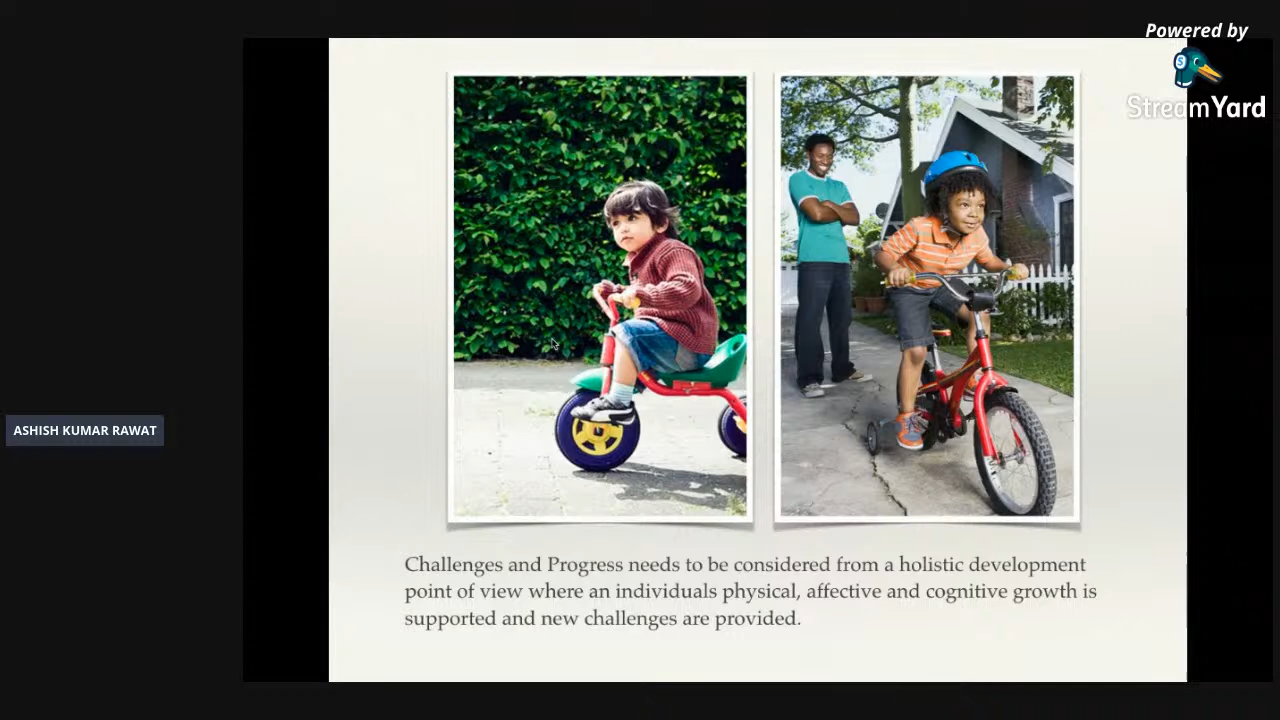 Powered by
StreamYard
ASHISH KUMAR RAWAT
Challenges and Progress needs to be considered from a holistic development
point of view where an individuals physical, affective and cognitive growth is
supported and new challenges are provided.